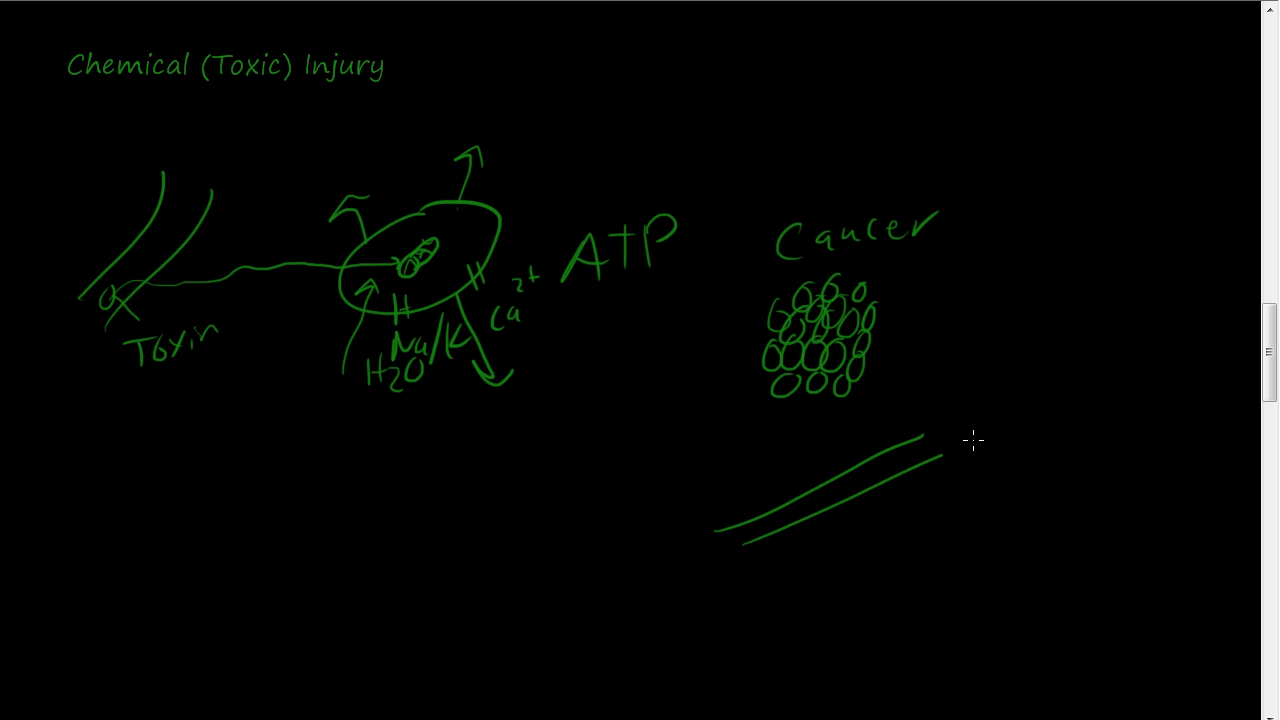 Chemical (Toxic) Injury
Cancer
ATP
Ca2+
Toxin
Na/K
H2O